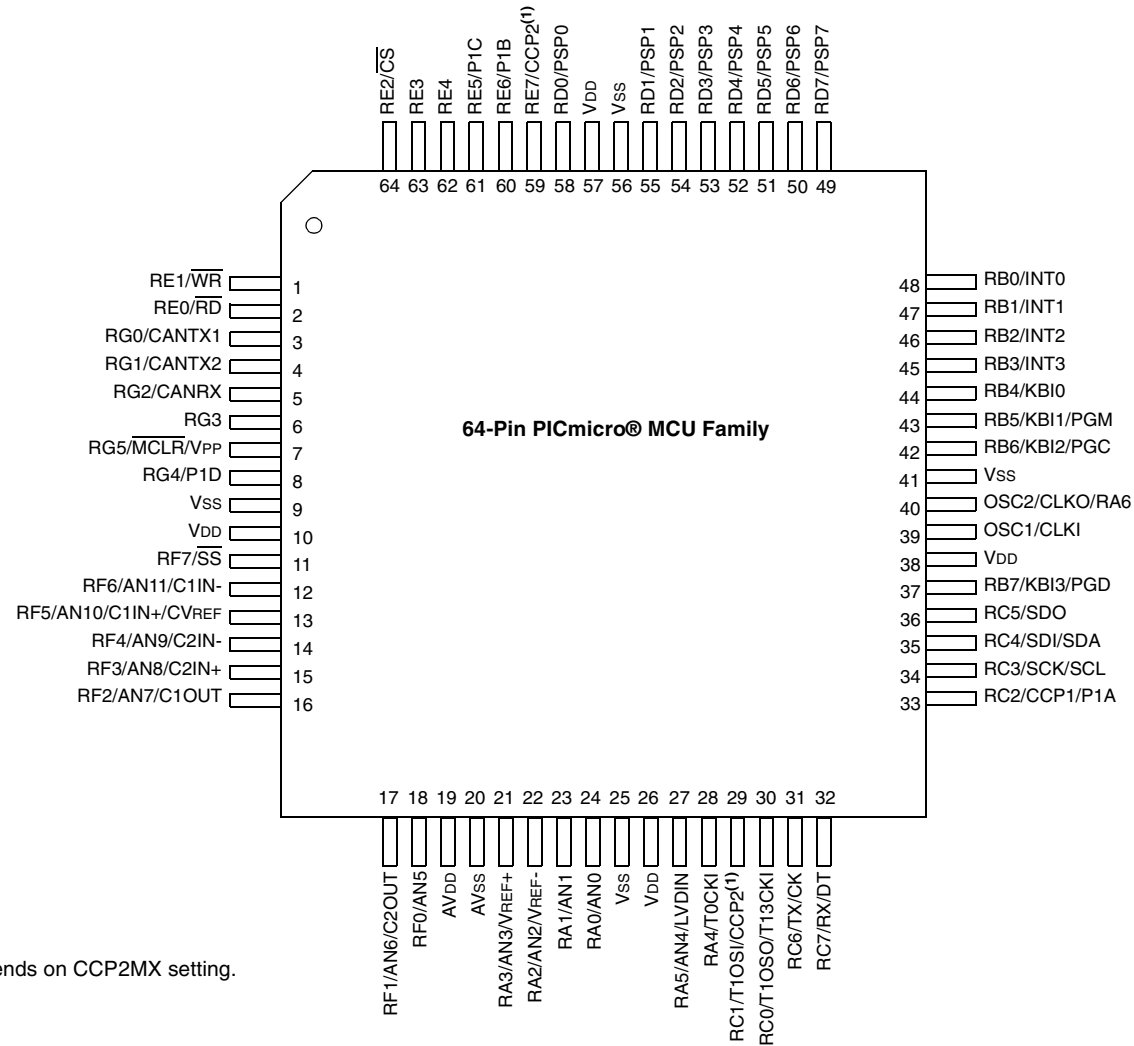 RE2/CS
RE3
RE4
RE5/P1C
RE6/P1B
RE7/CCP2(1)
RD0/PSP0
VDD
VSS
RD1/PSP1
RD2/PSP2
RD3/PSP3
RD4/PSP4
RD5/PSP5
RD6/PSP6
RD7/PSP7
64 63 62 61 60 59 58 57 56 55 54 53 52 51 50 49
RE1/WR 1
RE0/RD 2
RG0/CANTX1 3
RG1/CANTX2 4
RG2/CANRX 5
RG3 6
RG5/MCLR/VPP 7
RG4/P1D 8
VSS 9
VDD 10
RF7/SS 11
RF6/AN11/C1IN- 12
RF5/AN10/C1IN+/CVREF 13
RF4/AN9/C2IN- 14
RF3/AN8/C2IN+ 15
RF2/AN7/C1OUT 16
64-Pin PICmicro® MCU Family
48 RB0/INT0
47 RB1/INT1
46 RB2/INT2
45 RB3/INT3
44 RB4/KBI0
43 RB5/KBI1/PGM
42 RB6/KBI2/PGC
41 VSS
40 OSC2/CLKO/RA6
39 OSC1/CLKI
38 VDD
37 RB7/KBI3/PGD
36 RC5/SDO
35 RC4/SDI/SDA
34 RC3/SCK/SCL
33 RC2/CCP1/P1A
17 18 19 20 21 22 23 24 25 26 27 28 29 30 31 32
RF1/AN6/C2OUT
RF0/AN5
AVDD
AVSS
RA3/AN3/VREF+
RA2/AN2/VREF-
RA1/AN1
RA0/AN0
VSS
VDD
RA5/AN4/LVDIN
RA4/T0CKI
RC1/T1OSI/CCP2(1)
RC0/T1OSO/T13CKI
RC6/TX/CK
RC7/RX/DT
ends on CCP2MX setting.